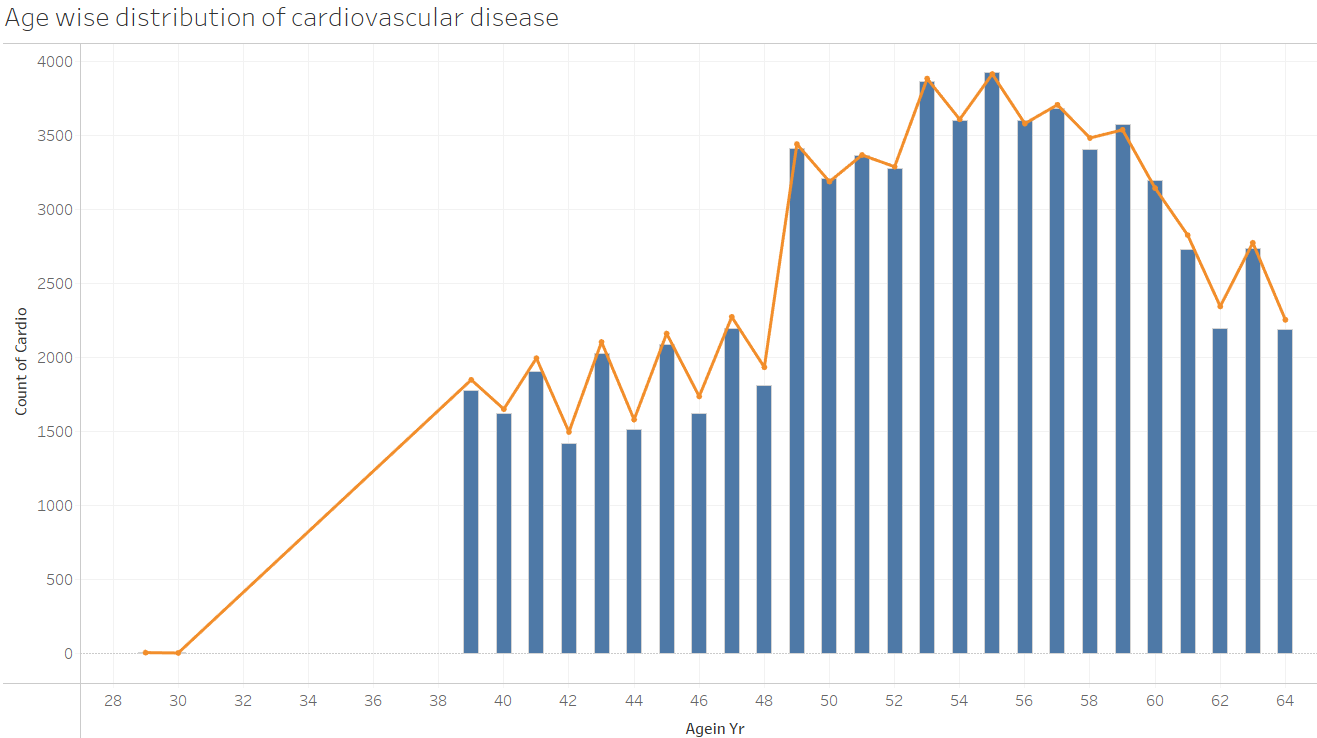 Age wise distribution of cardiovascular disease
4000
3500
3000
2500
2000
1500
1000
500
0
Count of Cardio
28 30 32 34 36 38 40 42 44 46 48 50 52 54 56 58 60 62 64
Agein Yr